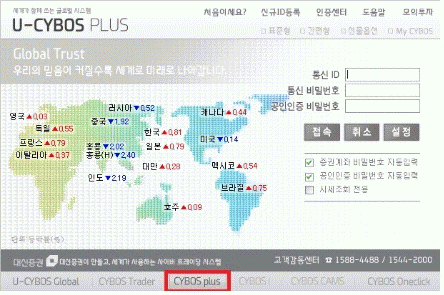 세계가 함께 쓰는 글로벌 시스템
U-CYBOS PLUS
처음이세요? 신규ID등록 인증센터 도움말 모의투자
표준형 간편형 My CYBOS
Global Trust
우리의 믿음이 커질수록 세계로 미래로 나아갑니다
통신 ID
통신 비밀번호
공인인증 비밀번호
접속 취소 설정
증권계좌 비밀번호 자동입력
공인인증 비밀번호 자동입력
시세조회 전용
영국▲0.03
독일▲0.55
프랑스▲0.79
이탈리아▲0.37
러시아▼0.52
중국▼1.92
홍콩▼2.02
홍콩(H)▼2.40
인도▼2.19
한국▲0.81
일본▲0.79
대만▲0.23
호주▲0.09
캐나다▲0.44
미국▼0.14
멕시코▲0.54
브라질▲0.75
단위:등락률(%)
대신증권 대신증권이 만들고, 세계가 사용하는 사이버 트레이딩 시스템
고객감동센터 ☎ 1588-4488 / 1544-2000
U-CYBOS Global CYBOS Trader CYBOS plus CYBOS CYBOS CAMS CYBOS Oneclick